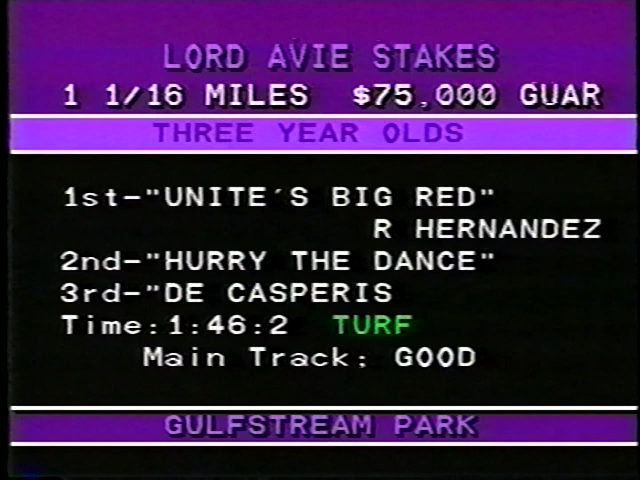 LORD AVIE STAKES
1 1/16 MILES $75,000 GUAR
THREE YEAR OLDS
1st-"UNITE'S BIG RED"
R HERNANDEZ
2nd-"HURRY THE DANCE"
3rd-"DE CASPERIS
Time:1:46:2 TURF
Main Track; GOOD
GULFSTREAM PARK